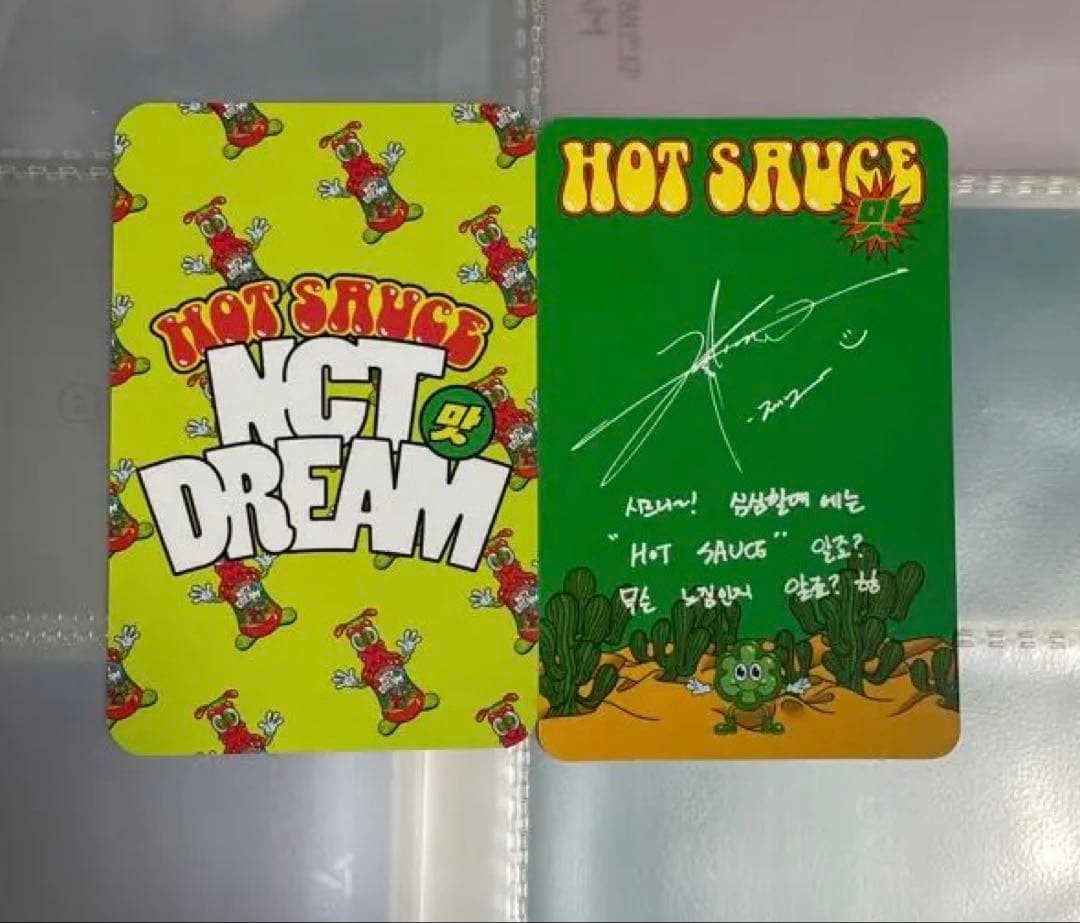 HOT SAUCE
NCT
맛
DREAM
HOT SAUCE
맛
시즈니~! 심심할때 에는
"HOT SAUCE" 알죠?
무슨 느낌인지 알죠? 헿